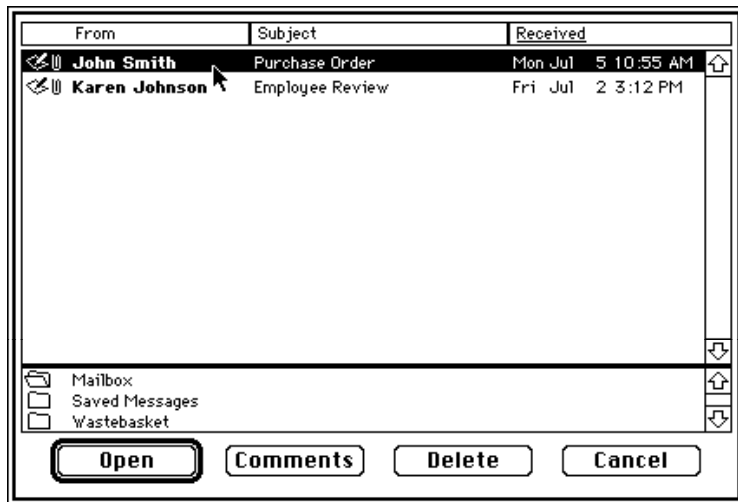 From Subject Received
John Smith Purchase Order Mon Jul 5 10:55 AM
Karen Johnson Employee Review Fri Jul 2 3:12 PM
Mailbox
Saved Messages
Wastebasket
Open Comments Delete Cancel